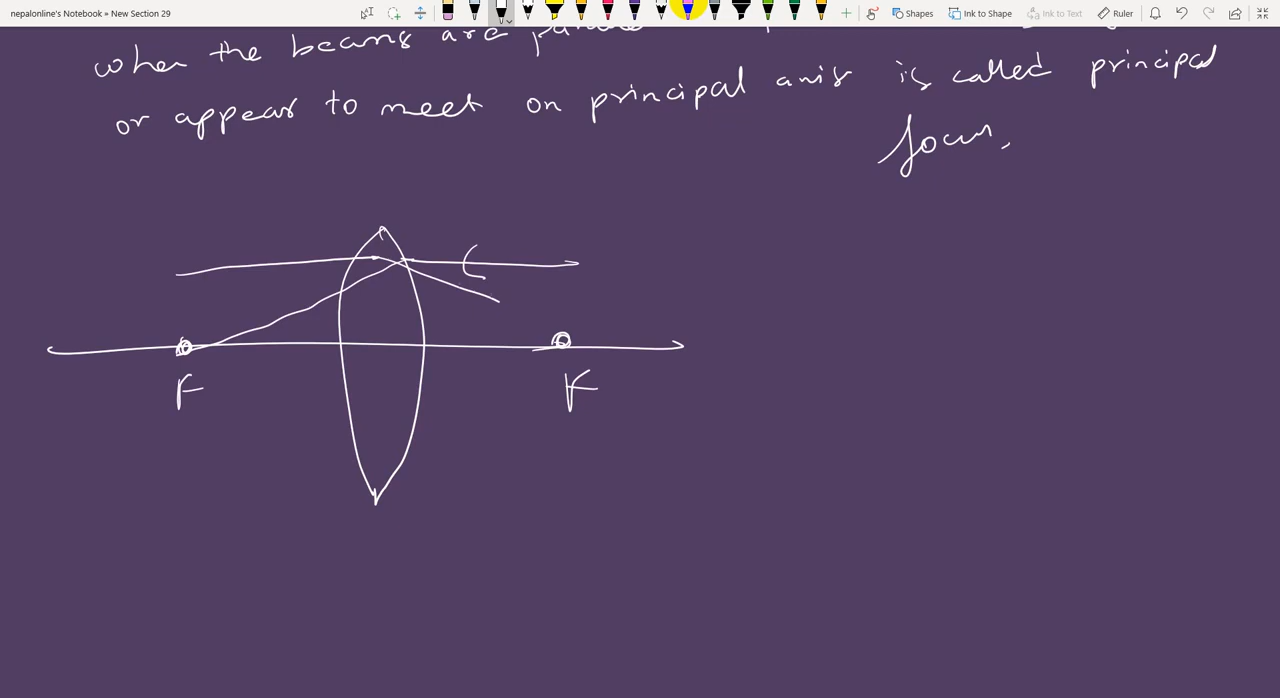 nepalonline's Notebook » New Section 29
Shapes
Ink to Shape
Ink to Text
Ruler
when the beams are
or appear to meet on principal axis is called principal
focus,
F
F